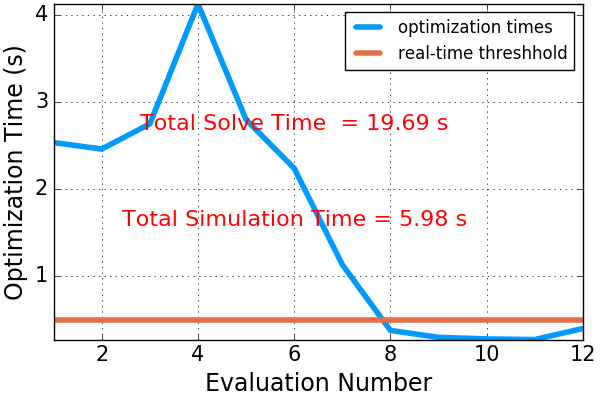 4
optimization times
real-time threshhold
3
Total Solve Time = 19.69 s
2
Total Simulation Time = 5.98 s
1
Optimization Time (s)
2 4 6 8 10 12
Evaluation Number